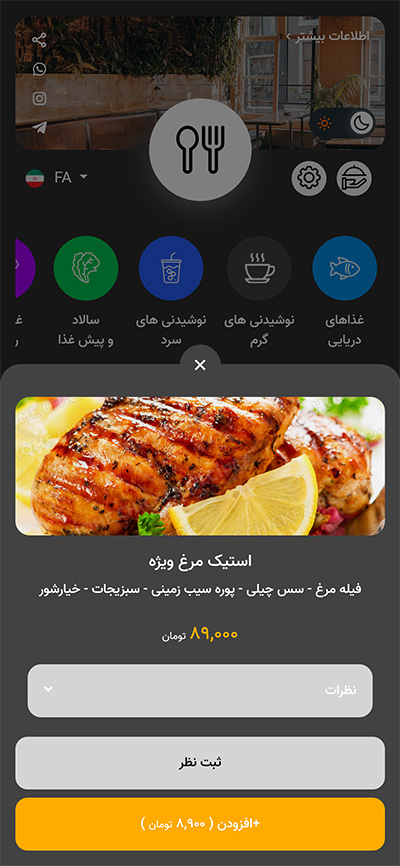 اطلاعات بیشتر
FA
غذاهای
دریایی
نوشیدنی های
گرم
نوشیدنی های
سرد
سالاد
و پیش غذا
استیک مرغ ویژه
فیله مرغ - سس چیلی - پوره سیب زمینی - سبزیجات - خیارشور
۸۹,۰۰۰ تومان
نظرات
ثبت نظر
+افزودن ( ۸,۹۰۰ تومان )